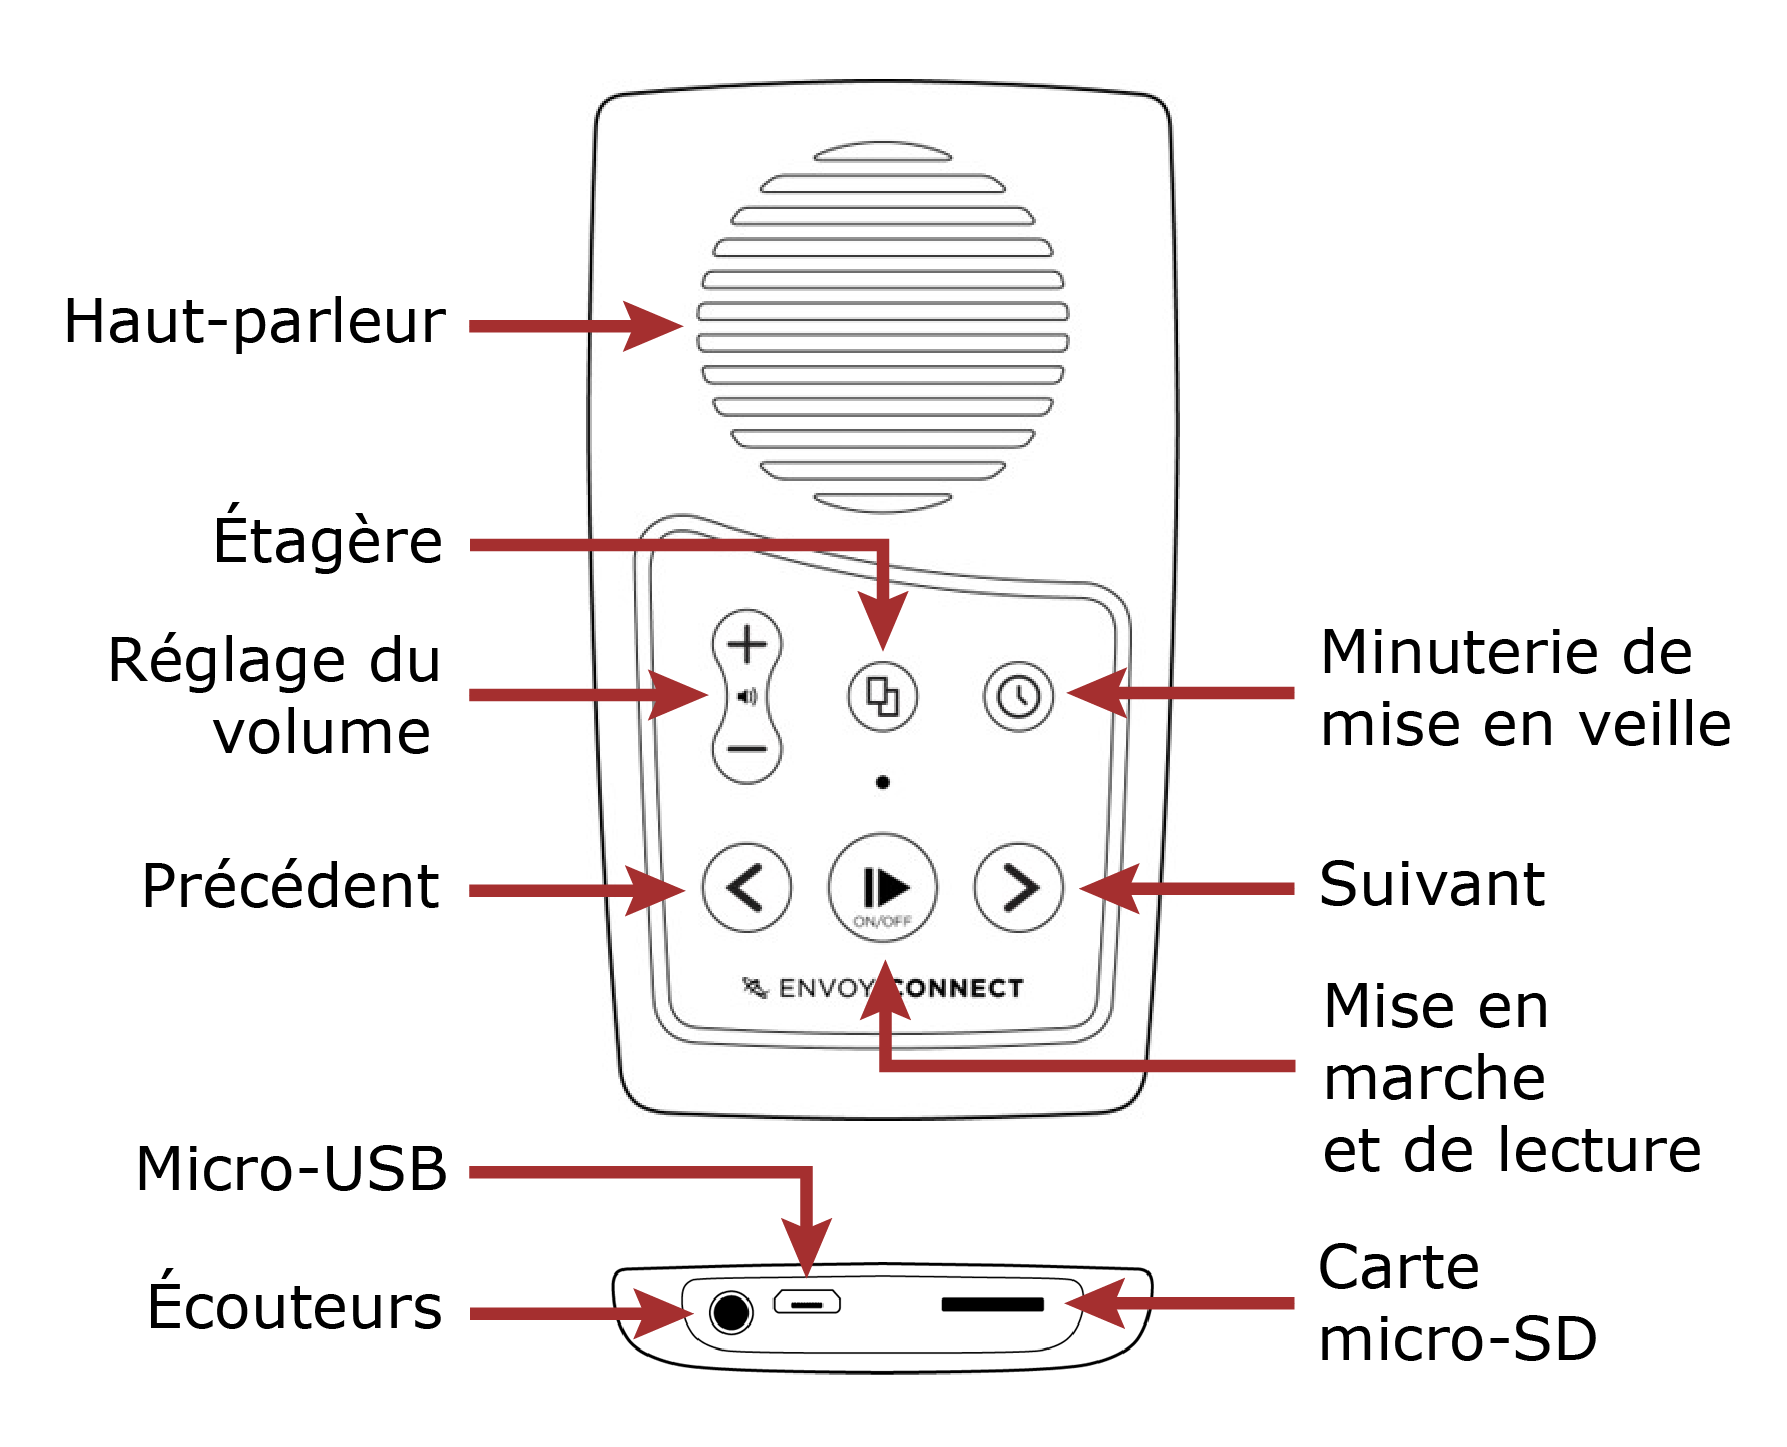 Haut-parleur
Étagère
Réglage du
volume
Minuterie de
mise en veille
Précédent
ON/OFF
Suivant
ENVOY CONNECT
Mise en
marche
et de lecture
Micro-USB
Écouteurs
Carte
micro-SD